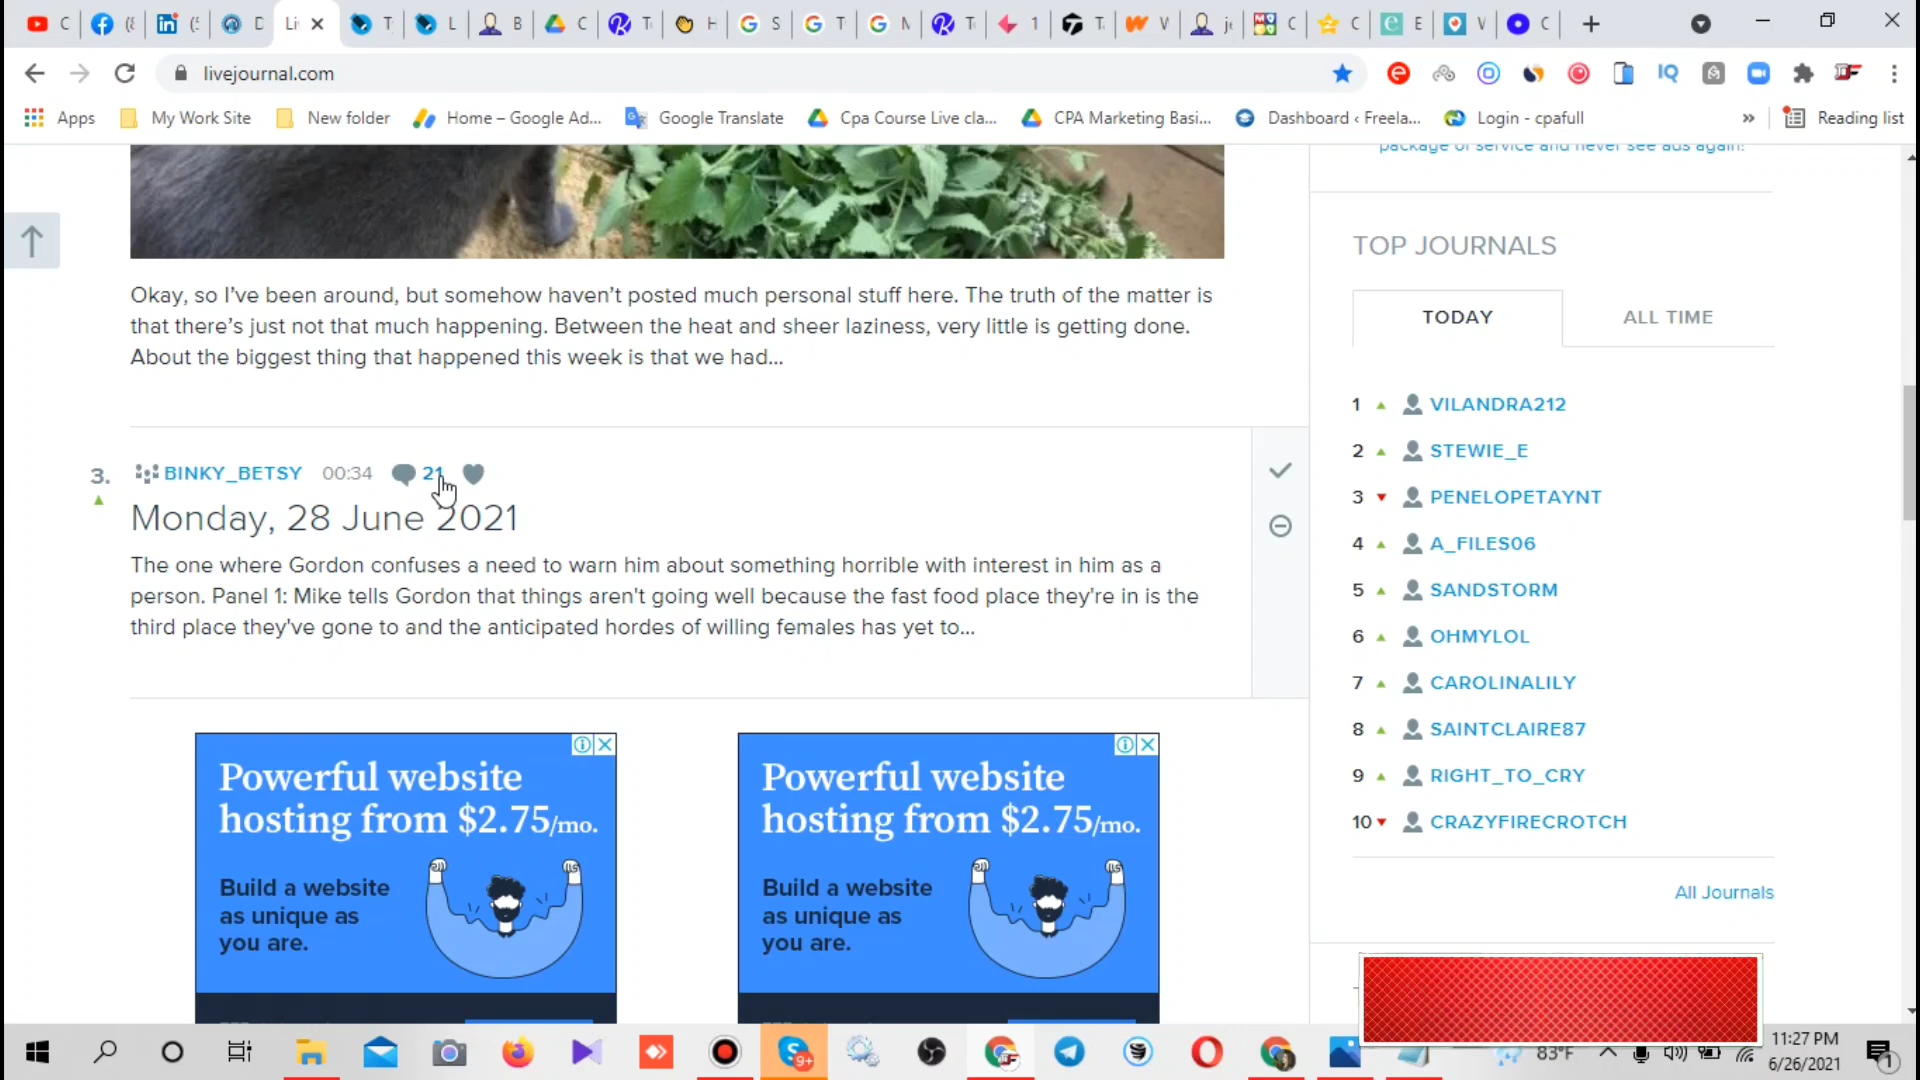 livejournal.com
Apps
My Work Site
New folder
Home – Google Ad...
Google Translate
Cpa Course Live cla...
CPA Marketing Basi...
Dashboard ‹ Freela...
Login - cpafull
»
Reading list
package of service and never see ads again!
TOP JOURNALS
TODAY
ALL TIME
Okay, so I've been around, but somehow haven't posted much personal stuff here. The truth of the matter is
that there's just not that much happening. Between the heat and sheer laziness, very little is getting done.
About the biggest thing that happened this week is that we had...
3. BINKY_BETSY 00:34 21
Monday, 28 June 2021
The one where Gordon confuses a need to warn him about something horrible with interest in him as a
person. Panel 1: Mike tells Gordon that things aren't going well because the fast food place they're in is the
third place they've gone to and the anticipated hordes of willing females has yet to...
1 VILANDRA212
2 STEWIE_E
3 PENELOPETAYNT
4 A_FILES06
5 SANDSTORM
6 OHMYLOL
7 CAROLINALILY
8 SAINTCLAIRE87
9 RIGHT_TO_CRY
10 CRAZYFIRECROTCH
All Journals
Powerful website
hosting from $2.75/mo.
Build a website
as unique as
you are.
Powerful website
hosting from $2.75/mo.
Build a website
as unique as
you are.
9+
83°F
11:27 PM
6/26/2021
1